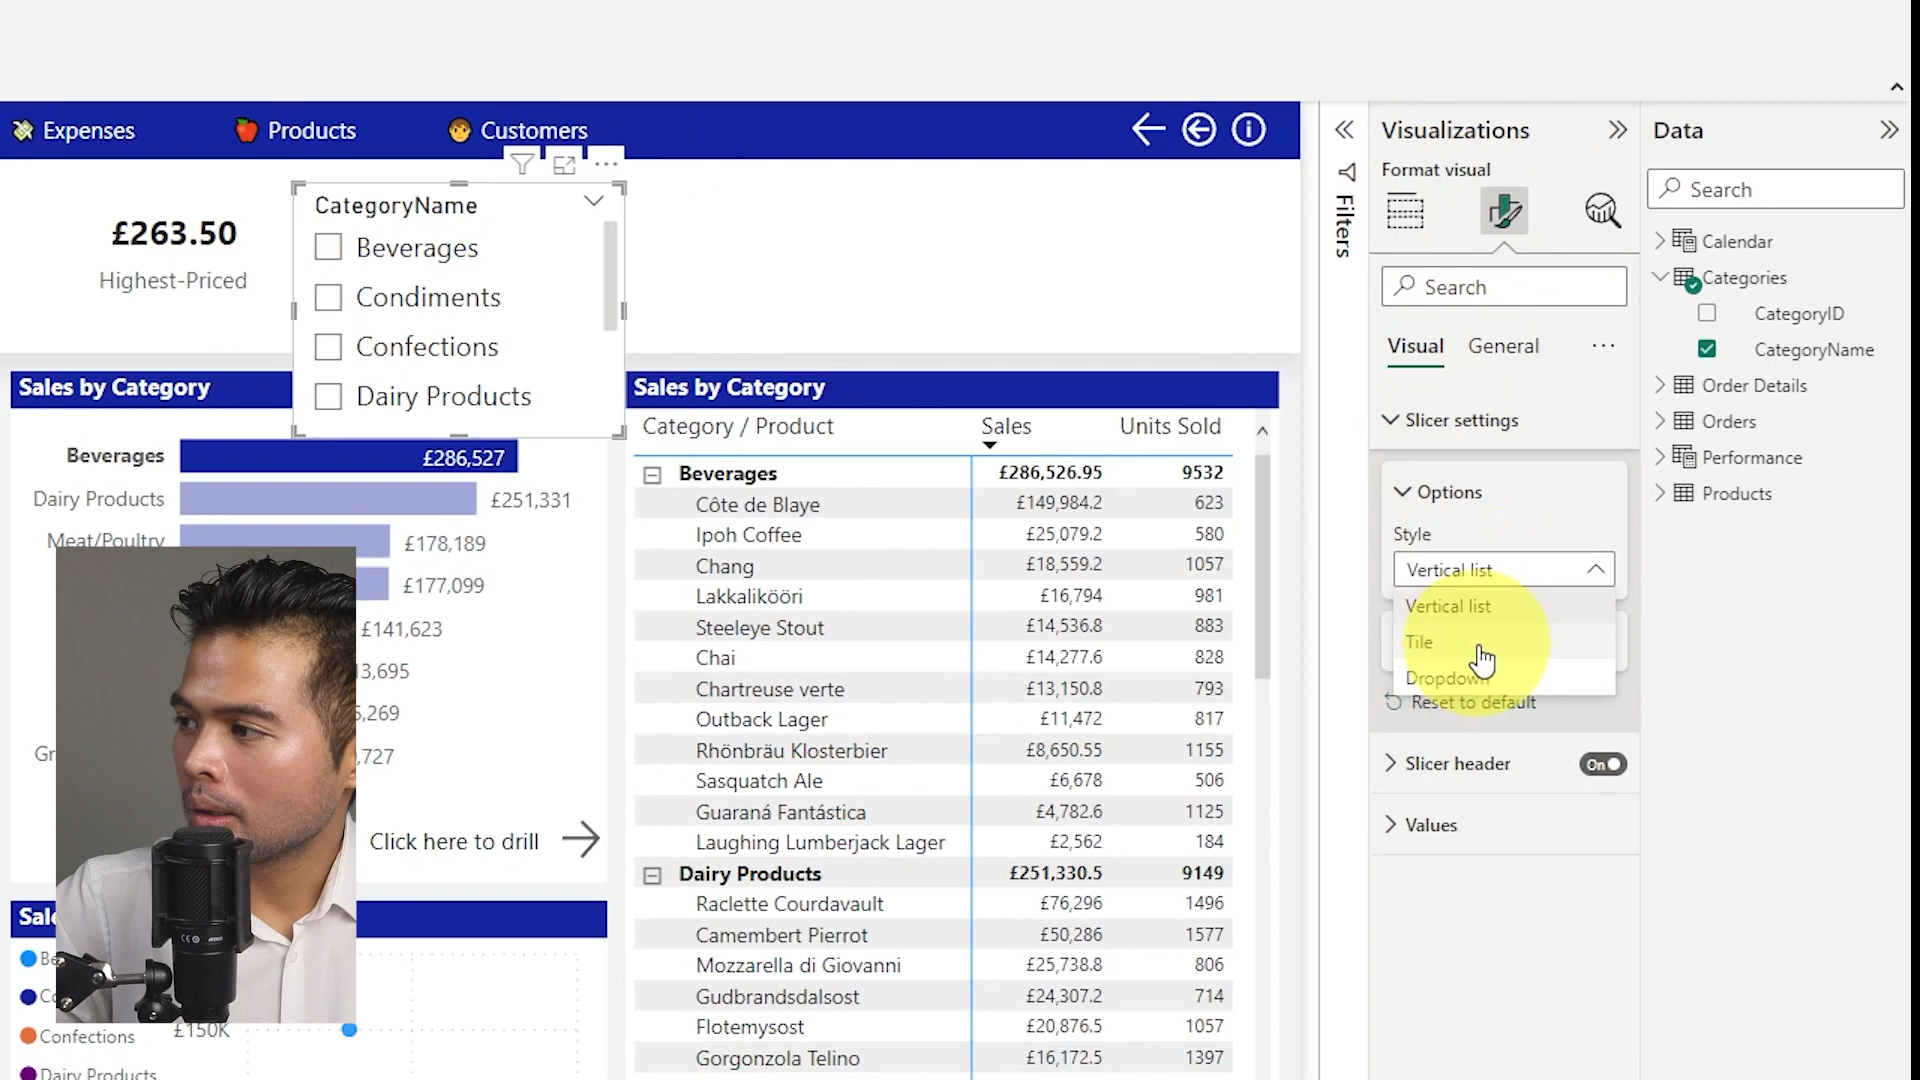 Expenses
Products
Customers
£263.50
Highest-Priced
CategoryName
Beverages
Condiments
Confections
Dairy Products
Sales by Category
Beverages £286,527
Dairy Products £251,331
Meat/Poultry £178,189
£177,099
£141,623
3,695
5,269
Gr ,727
Click here to drill
Sale
Be
Co
Confections £150K
Dairy Products
Sales by Category
Category / Product Sales Units Sold
Beverages £286,526.95 9532
Côte de Blaye £149,984.2 623
Ipoh Coffee £25,079.2 580
Chang £18,559.2 1057
Lakkalikööri £16,794 981
Steeleye Stout £14,536.8 883
Chai £14,277.6 828
Chartreuse verte £13,150.8 793
Outback Lager £11,472 817
Rhönbräu Klosterbier £8,650.55 1155
Sasquatch Ale £6,678 506
Guaraná Fantástica £4,782.6 1125
Laughing Lumberjack Lager £2,562 184
Dairy Products £251,330.5 9149
Raclette Courdavault £76,296 1496
Camembert Pierrot £50,286 1577
Mozzarella di Giovanni £25,738.8 806
Gudbrandsdalsost £24,307.2 714
Flotemysost £20,876.5 1057
Gorgonzola Telino £16,172.5 1397
Filters
Visualizations
Format visual
Search
Visual General
Slicer settings
Options
Style
Vertical list
Vertical list
Tile
Dropdown
Reset to default
Slicer header On
Values
Data
Search
Calendar
Categories
CategoryID
CategoryName
Order Details
Orders
Performance
Products